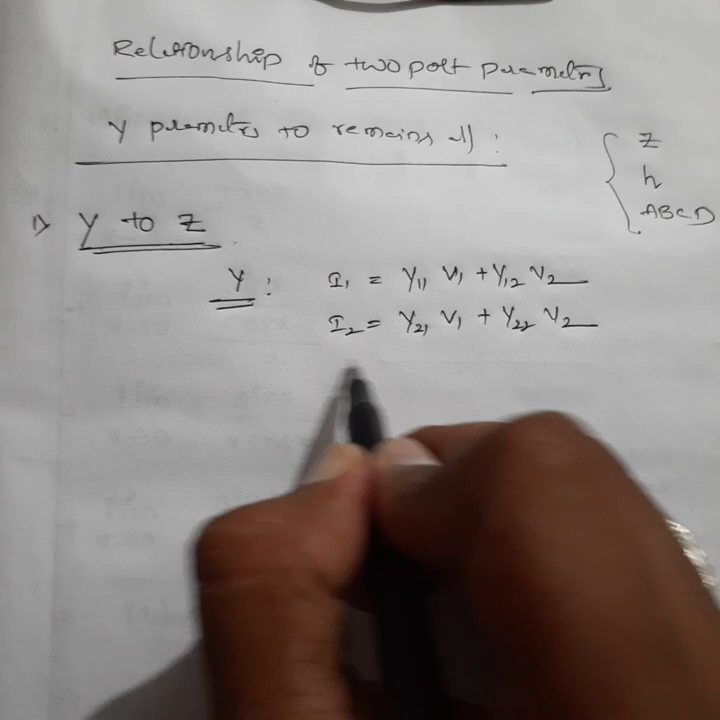 Relationship of two port parameters
Y parameters to remains all :
{ Z
h
ABCD
1) Y to Z
Y : I₁ = Y₁₁ V₁ + Y₁₂ V₂
I₂ = Y₂₁ V₁ + Y₂₂ V₂